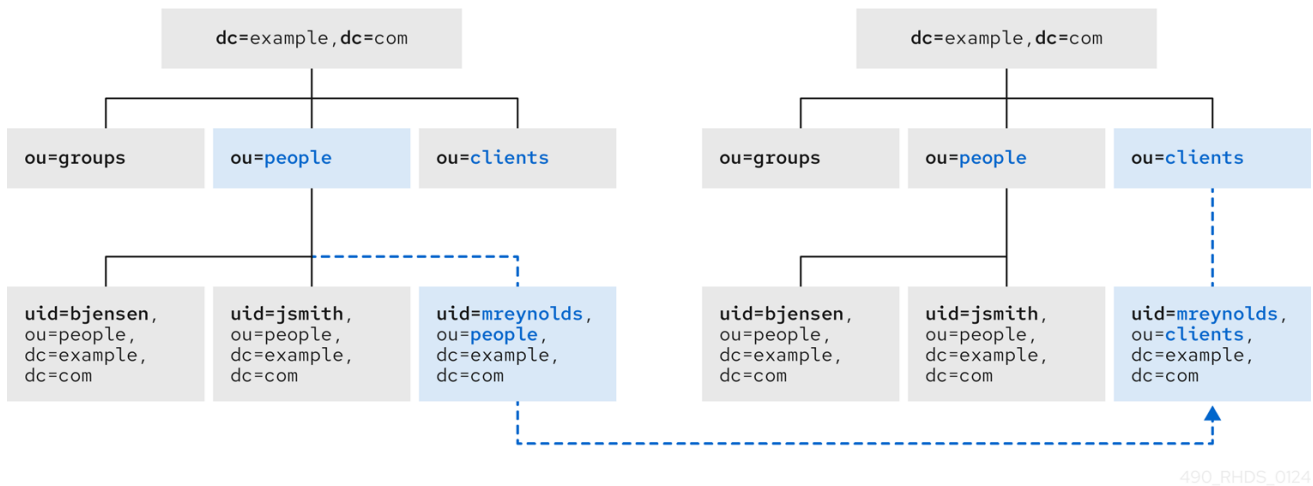 dc=example,dc=com
ou=groups
ou=people
ou=clients
uid=bjensen,
ou=people,
dc=example,
dc=com
uid=jsmith,
ou=people,
dc=example,
dc=com
uid=mreynolds,
ou=people,
dc=example,
dc=com
dc=example,dc=com
ou=groups
ou=people
ou=clients
uid=bjensen,
ou=people,
dc=example,
dc=com
uid=jsmith,
ou=people,
dc=example,
dc=com
uid=mreynolds,
ou=clients,
dc=example,
dc=com
490_RHDS_0124